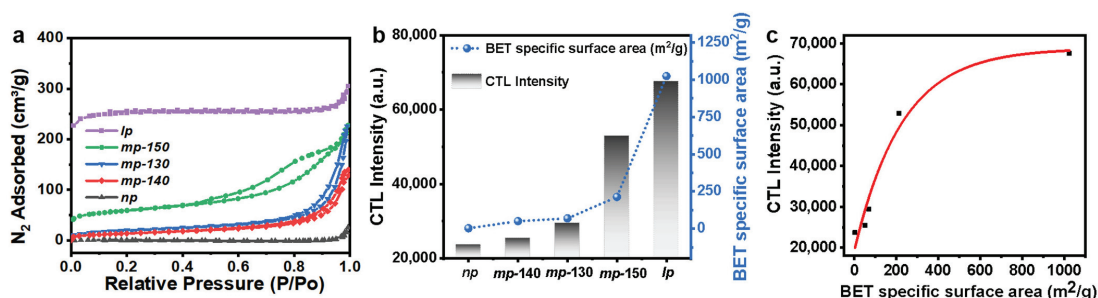 a
N2 Adsorbed (cm³/g)
400
300
200
100
0
lp
mp-150
mp-130
mp-140
np
0.0 0.2 0.4 0.6 0.8 1.0
Relative Pressure (P/Po)
b
CTL Intensity (a.u.)
80,000
60,000
40,000
20,000
BET specific surface area (m²/g)
CTL Intensity
np mp-140 mp-130 mp-150 lp
1250
1000
750
500
250
0
BET specific surface area (m²/g)
c
CTL Intensity (a.u.)
70,000
60,000
50,000
40,000
30,000
20,000
0 200 400 600 800 1000
BET specific surface area (m²/g)